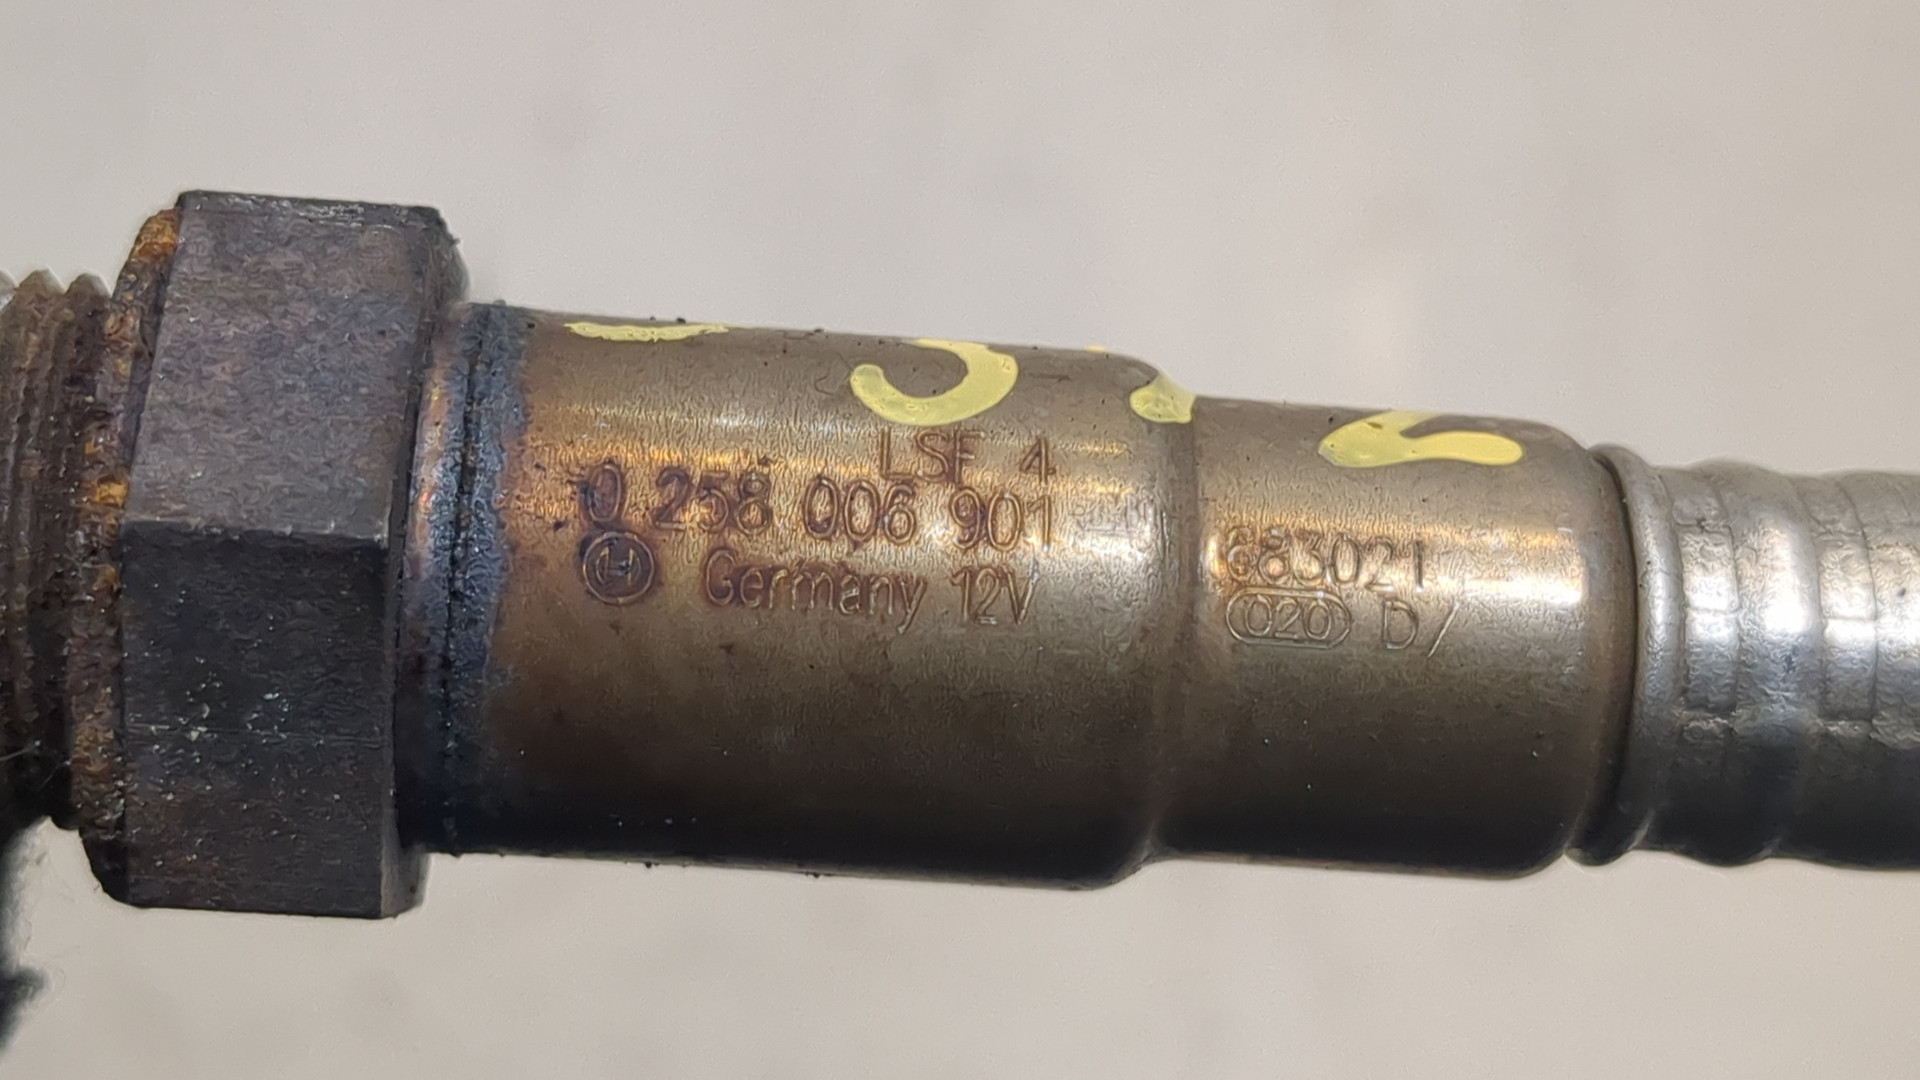 LSF 4
0 258 006 901
Germany 12V
683021
020 D/